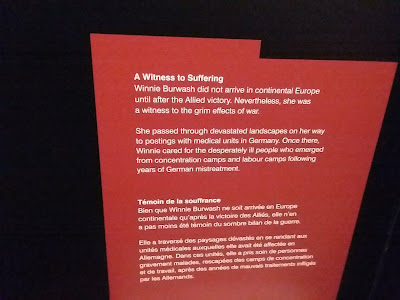 A Witness to Suffering
Winnie Burwash did not arrive in continental Europe
until after the Allied victory. Nevertheless, she was
a witness to the grim effects of war.
She passed through devastated landscapes on her way
to postings with medical units in Germany. Once there,
Winnie cared for the desperately ill people who emerged
from concentration camps and labour camps following
years of German mistreatment.
Témoin de la souffrance
Bien que Winnie Burwash ne soit arrivée en Europe
continentale qu'après la victoire des Alliés, elle n'en
a pas moins été témoin du sombre bilan de la guerre.
Elle a traversé des paysages dévastés en se rendant aux
unités médicales auxquelles elle avait été affectée en
Allemagne. Dans ces unités, elle a pris soin de personnes
gravement malades, rescapées des camps de concentration
et de travail, après des années de mauvais traitements infligés
par les Allemands.